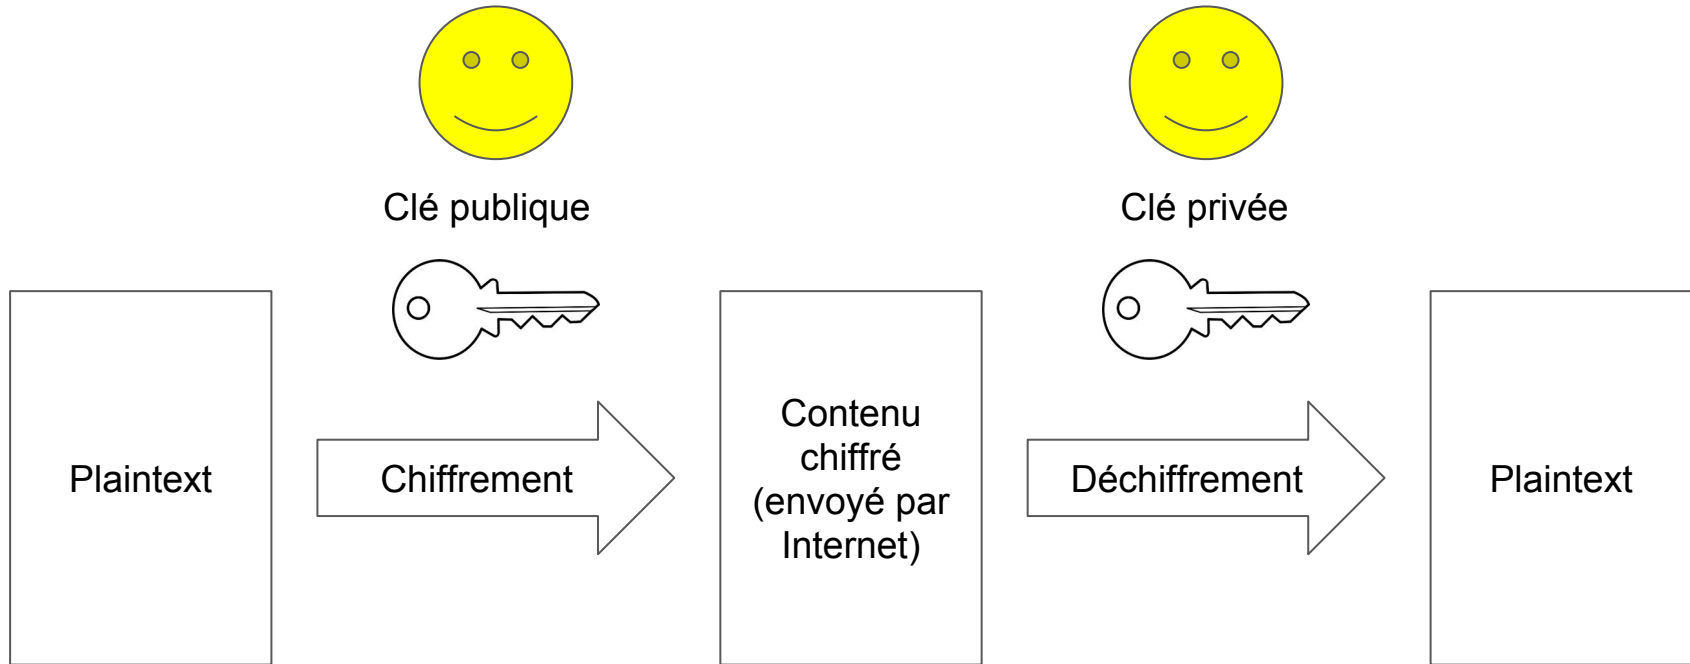 Clé publique
Clé privée
Plaintext
Chiffrement
Contenu
chiffré
(envoyé par
Internet)
Déchiffrement
Plaintext